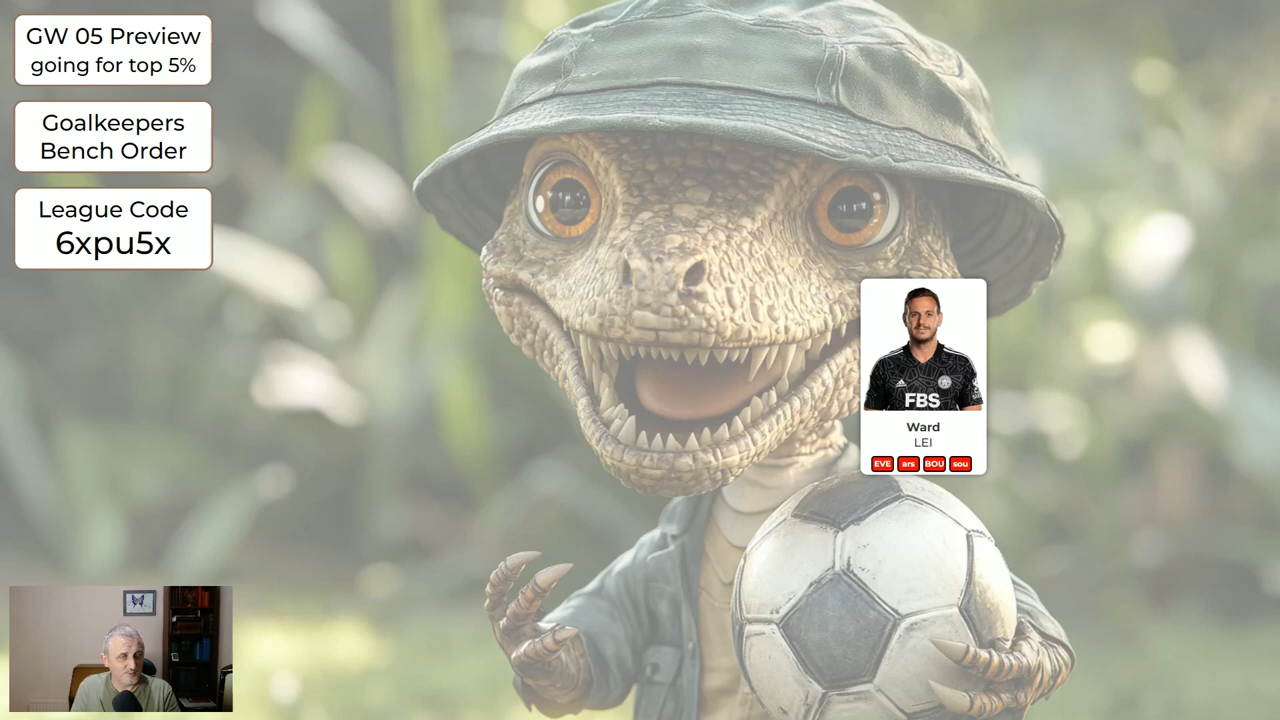 GW 05 Preview
going for top 5%
Goalkeepers
Bench Order
League Code
6xpu5x
FBS
Ward
LEI
EVE ars BOU sou